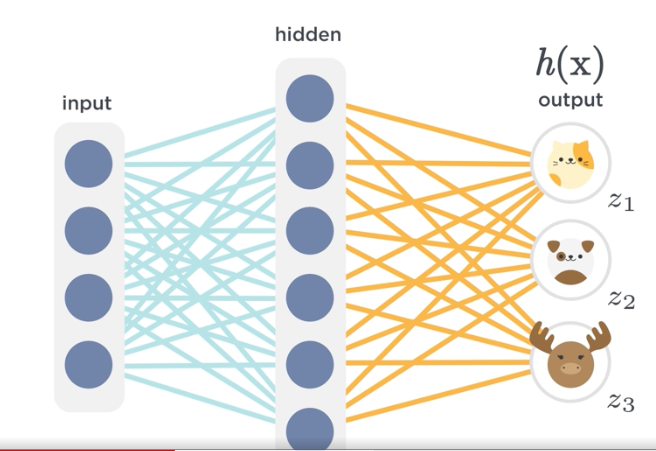 hidden
h(x)
input
output
z1
z2
z3